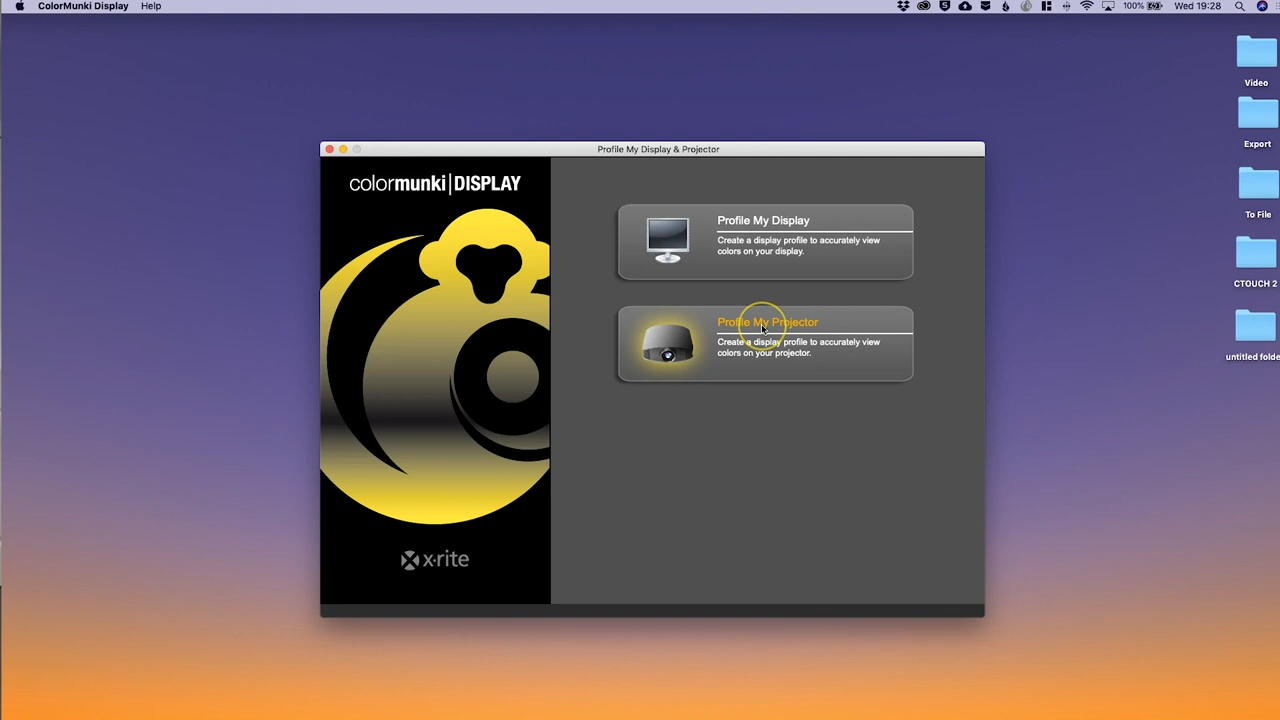 ColorMunki Display Help
100% Wed 19:28
Video
Export
To File
CTOUCH 2
untitled folde
Profile My Display & Projector
colormunki|DISPLAY
x·rite
Profile My Display
Create a display profile to accurately view
colors on your display.
Profile My Projector
Create a display profile to accurately view
colors on your projector.